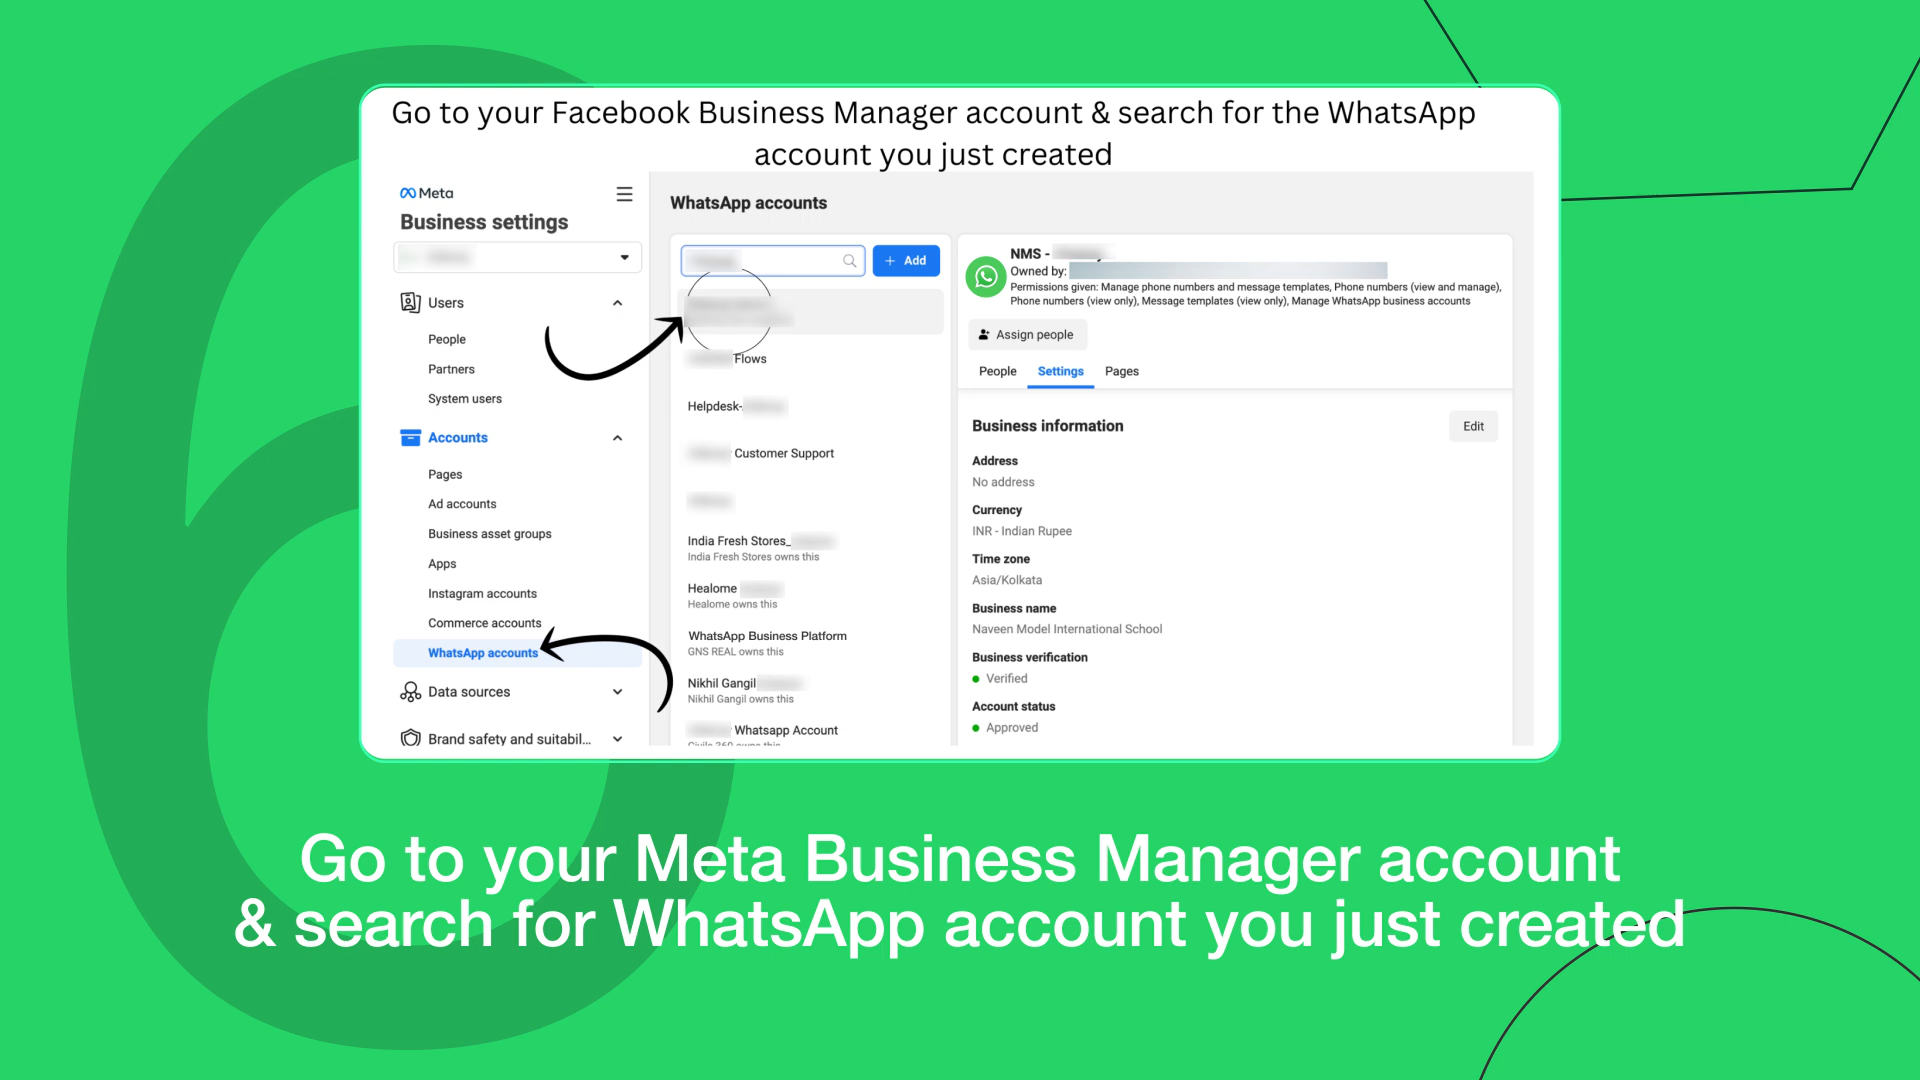 6
Go to your Facebook Business Manager account & search for the WhatsApp
account you just created
Meta
Business settings
Users
People
Partners
System users
Accounts
Pages
Ad accounts
Business asset groups
Apps
Instagram accounts
Commerce accounts
WhatsApp accounts
Data sources
Brand safety and suitabil...
WhatsApp accounts
+ Add
Flows
Helpdesk-
Customer Support
India Fresh Stores_
India Fresh Stores owns this
Healome
Healome owns this
WhatsApp Business Platform
GNS REAL owns this
Nikhil Gangil
Nikhil Gangil owns this
Whatsapp Account
NMS -
Owned by:
Permissions given: Manage phone numbers and message templates, Phone numbers (view and manage),
Phone numbers (view only), Message templates (view only), Manage WhatsApp business accounts
Assign people
People Settings Pages
Business information
Edit
Address
No address
Currency
INR - Indian Rupee
Time zone
Asia/Kolkata
Business name
Naveen Model International School
Business verification
Verified
Account status
Approved
Go to your Meta Business Manager account
& search for WhatsApp account you just created